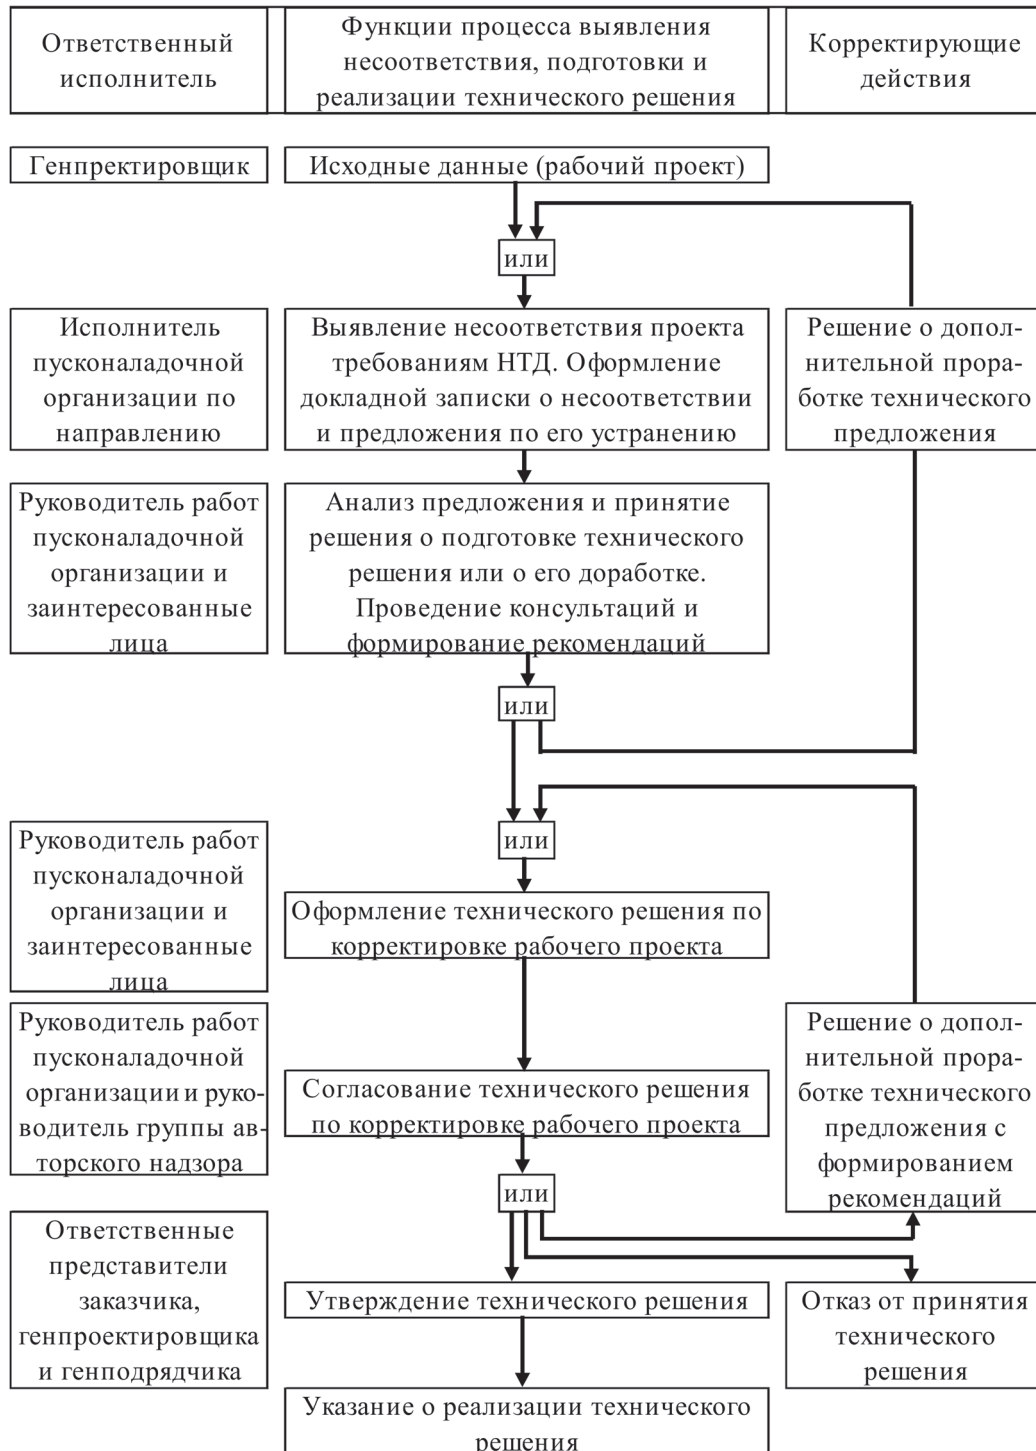 Ответственный
исполнитель
Функции процесса выявления
несоответствия, подготовки и
реализации технического решения
Корректирующие
действия
Генпректировщик
Исходные данные (рабочий проект)
или
Исполнитель
пусконаладочной
организации по
направлению
Выявление несоответствия проекта
требованиям НТД. Оформление
докладной записки о несоответствии
и предложения по его устранению
Решение о допол-
нительной прора-
ботке технического
предложения
Руководитель работ
пусконаладочной
организации и
заинтересованные
лица
Анализ предложения и принятие
решения о подготовке технического
решения или о его доработке.
Проведение консультаций и
формирование рекомендаций
или
или
Руководитель работ
пусконаладочной
организации и
заинтересованные
лица
Оформление технического решения по
корректировке рабочего проекта
Руководитель работ
пусконаладочной
организации и руко-
водитель группы ав-
торского надзора
Согласование технического решения
по корректировке рабочего проекта
Решение о допол-
нительной прора-
ботке технического
предложения с
формированием
рекомендаций
или
Ответственные
представители
заказчика,
генпроектировщика
и генподрядчика
Утверждение технического решения
Отказ от принятия
технического
решения
Указание о реализации технического
решения